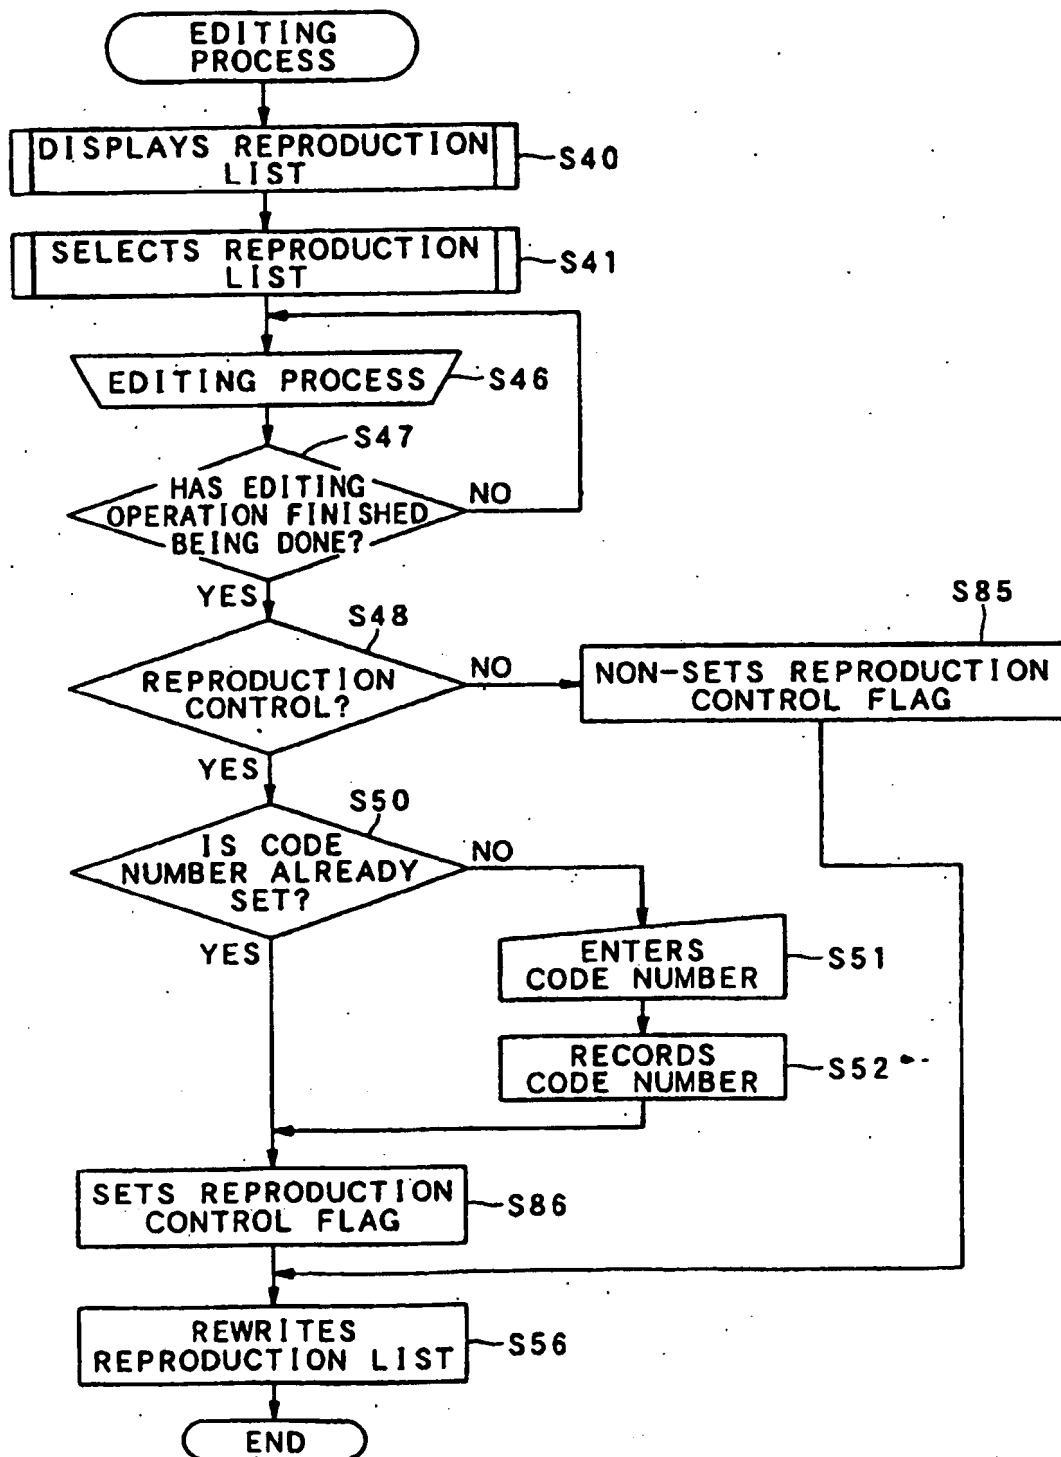 EDITING
PROCESS
DISPLAYS REPRODUCTION
LIST
S40
SELECTS REPRODUCTION
LIST
S41
EDITING PROCESS
S46
S47
HAS EDITING
OPERATION FINISHED
BEING DONE?
NO
YES
S48
REPRODUCTION
CONTROL?
NO
S85
NON-SETS REPRODUCTION
CONTROL FLAG
YES
S50
IS CODE
NUMBER ALREADY
SET?
NO
YES
ENTERS
CODE NUMBER
S51
RECORDS
CODE NUMBER
S52
SETS REPRODUCTION
CONTROL FLAG
S86
REWRITES
REPRODUCTION LIST
S56
END